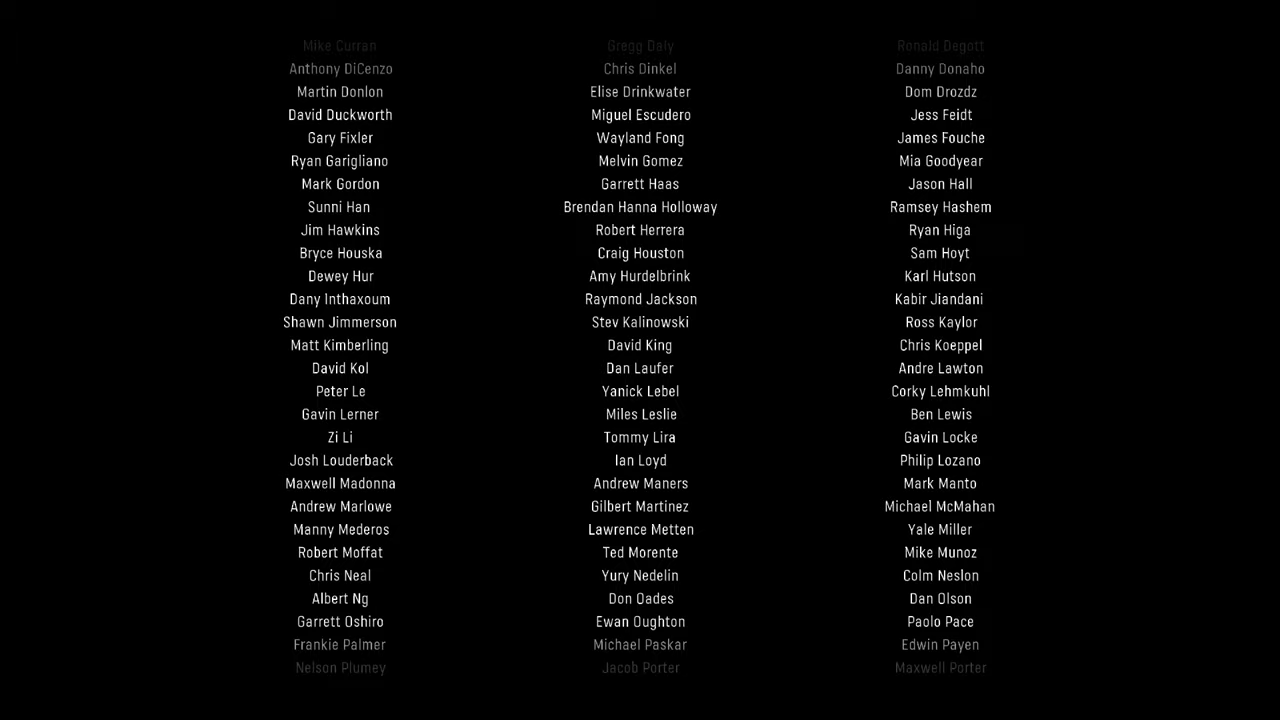 Mike Curran Gregg Daly Ronald Degott
Anthony DiCenzo Chris Dinkel Danny Donaho
Martin Donlon Elise Drinkwater Dom Drozdz
David Duckworth Miguel Escudero Jess Feidt
Gary Fixler Wayland Fong James Fouche
Ryan Garigliano Melvin Gomez Mia Goodyear
Mark Gordon Garrett Haas Jason Hall
Sunni Han Brendan Hanna Holloway Ramsey Hashem
Jim Hawkins Robert Herrera Ryan Higa
Bryce Houska Craig Houston Sam Hoyt
Dewey Hur Amy Hurdelbrink Karl Hutson
Dany Inthaxoum Raymond Jackson Kabir Jiandani
Shawn Jimmerson Stev Kalinowski Ross Kaylor
Matt Kimberling David King Chris Koeppel
David Kol Dan Laufer Andre Lawton
Peter Le Yanick Lebel Corky Lehmkuhl
Gavin Lerner Miles Leslie Ben Lewis
Zi Li Tommy Lira Gavin Locke
Josh Louderback Ian Loyd Philip Lozano
Maxwell Madonna Andrew Maners Mark Manto
Andrew Marlowe Gilbert Martinez Michael McMahan
Manny Mederos Lawrence Metten Yale Miller
Robert Moffat Ted Morente Mike Munoz
Chris Neal Yury Nedelin Colm Neslon
Albert Ng Don Oades Dan Olson
Garrett Oshiro Ewan Oughton Paolo Pace
Frankie Palmer Michael Paskar Edwin Payen
Nelson Plumey Jacob Porter Maxwell Porter